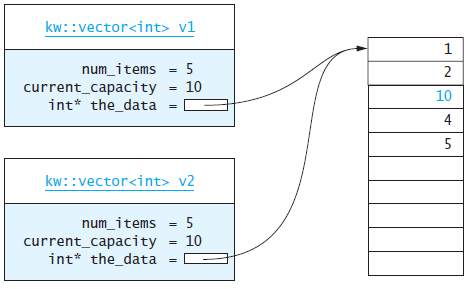 kw::vector<int> v1
num_items = 5
current_capacity = 10
int* the_data =
kw::vector<int> v2
num_items = 5
current_capacity = 10
int* the_data =
1
2
10
4
5